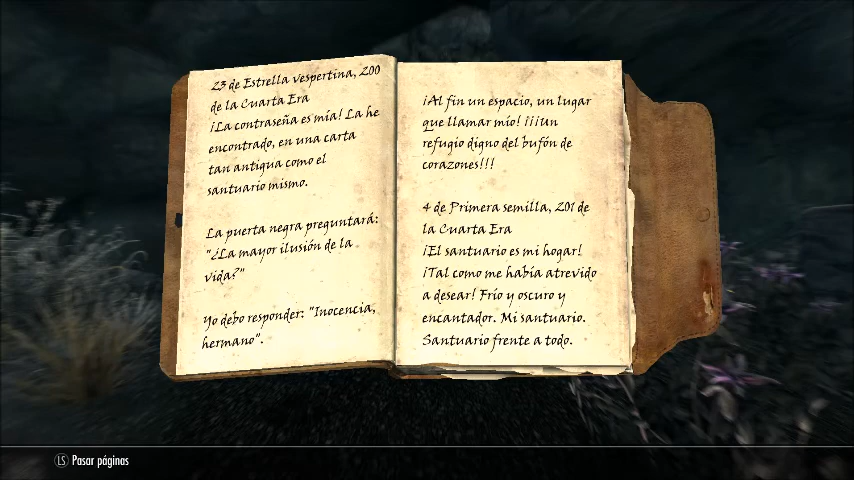 23 de Estrella vespertina, 200
de la Cuarta Era
¡La contraseña es mía! La he
encontrado, en una carta
tan antigua como el
santuario mismo.
La puerta negra preguntará:
"¿La mayor ilusión de la
vida?"
Yo debo responder: "Inocencia,
hermano".
¡Al fin un espacio, un lugar
que llamar mío! ¡¡¡Un
refugio digno del bufón de
corazones!!!
4 de Primera semilla, 201 de
la Cuarta Era
¡El santuario es mi hogar!
¡Tal como me había atrevido
a desear! Frío y oscuro y
encantador. Mi santuario.
Santuario frente a todo.
LS Pasar páginas